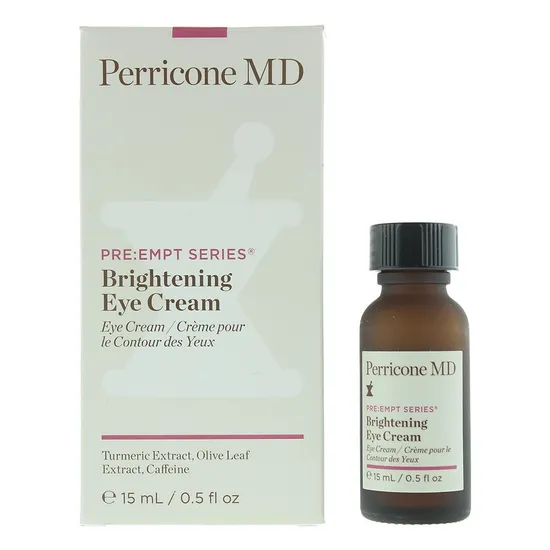 Perricone MD
PRE:EMPT SERIES®
Brightening
Eye Cream
Eye Cream / Crème pour
le Contour des Yeux
Turmeric Extract, Olive Leaf
Extract, Caffeine
℮ 15 mL / 0.5 fl oz
Perricone MD
PRE:EMPT SERIES®
Brightening
Eye Cream
Eye Cream / Crème pour le
Contour des Yeux
℮ 15 mL / 0.5 fl oz